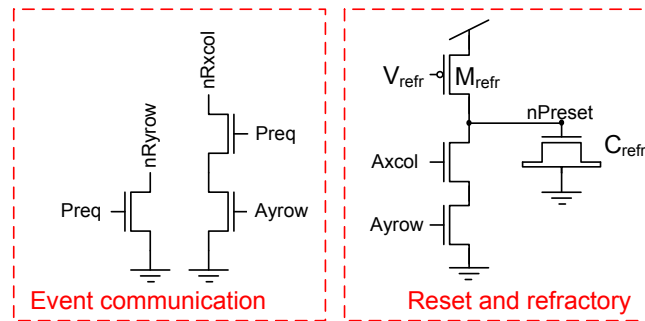 nRxcol
nRyrow
Preq
Preq
Ayrow
Event communication
Vrefr
Mrefr
nPreset
Crefr
Axcol
Ayrow
Reset and refractory